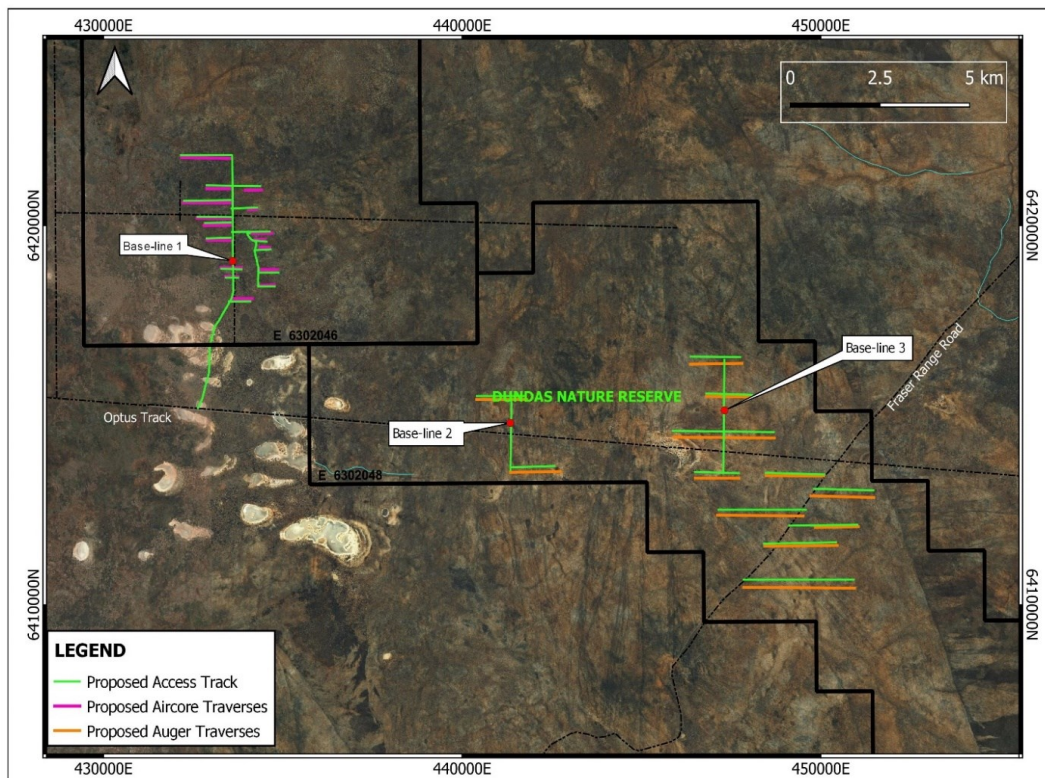 430000E
440000E
450000E
0
2.5
5 km
6420000N
6420000N
Base-line 1
E 6302046
Base-line 3
Fraser Range Road
DUNDAS NATURE RESERVE
Optus Track
Base-line 2
E 6302048
6410000N
6410000N
LEGEND
Proposed Access Track
Proposed Aircore Traverses
Proposed Auger Traverses
430000E
440000E
450000E